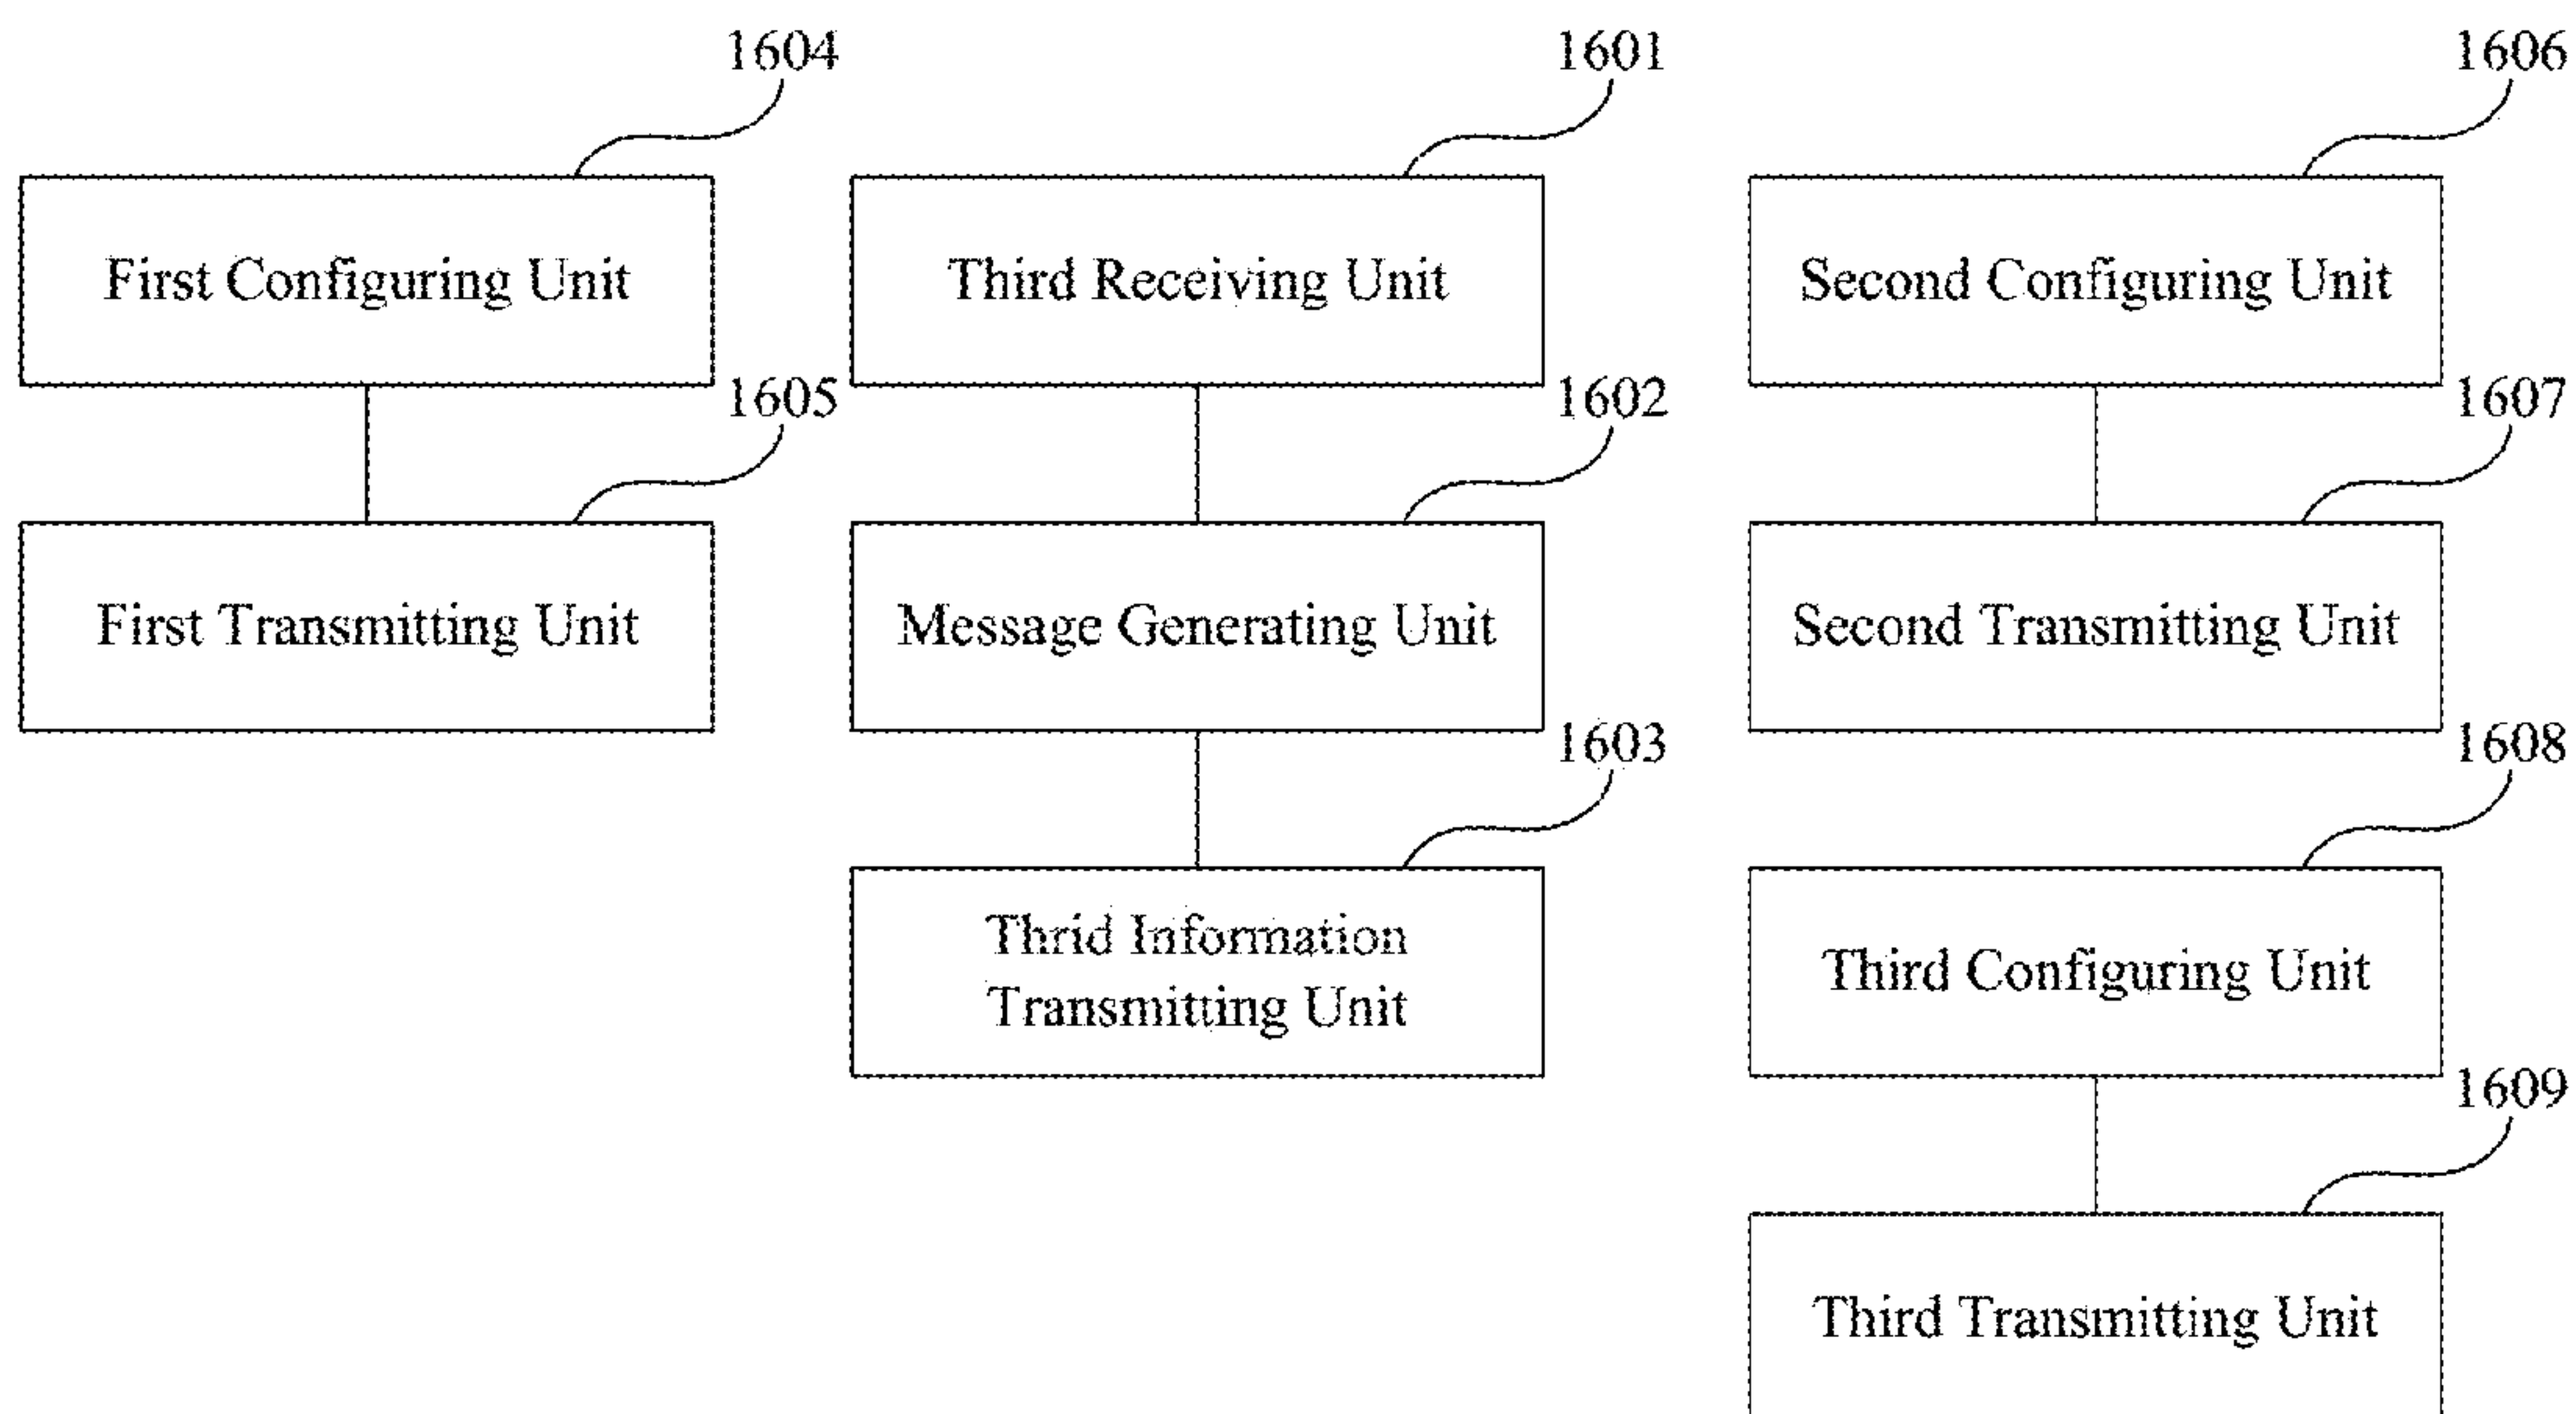 1604
1601
1606
First Configuring Unit
Third Receiving Unit
Second Configuring Unit
1605
1602
1607
First Transmitting Unit
Message Generating Unit
Second Transmitting Unit
1603
1608
Thrid Information
Transmitting Unit
Third Configuring Unit
1609
Third Transmitting Unit